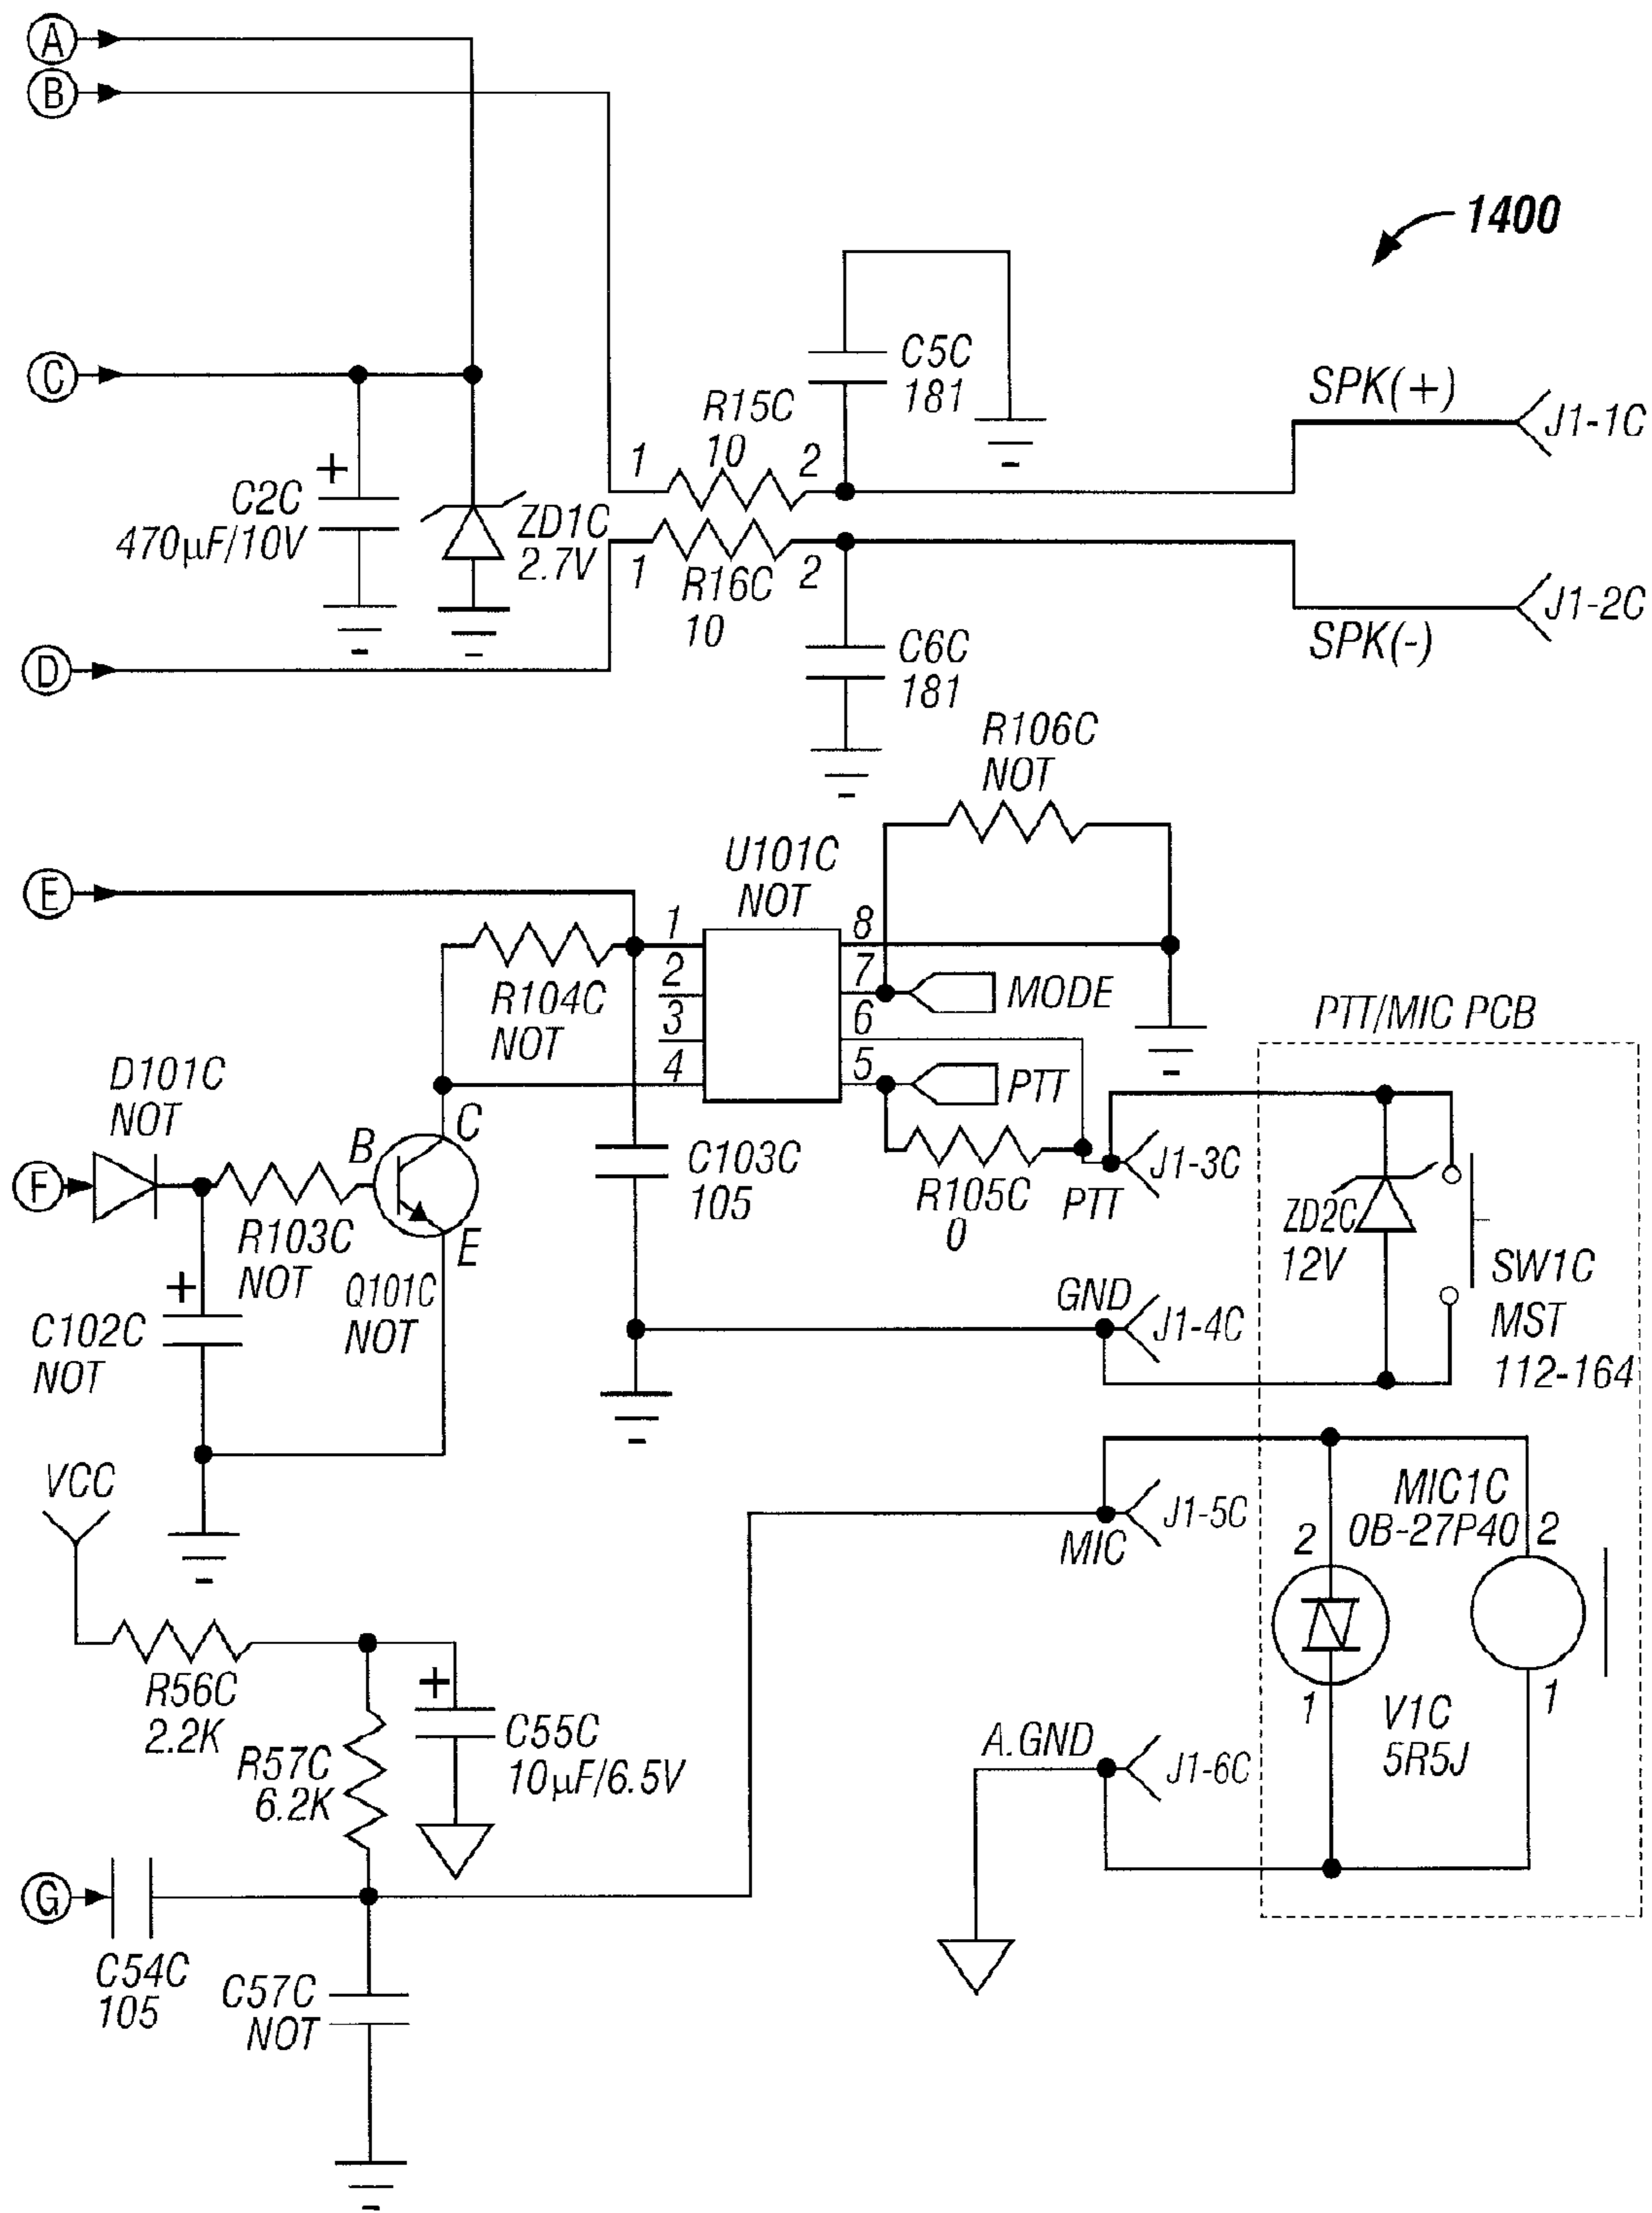 A
B
1400
C
C5C
181
SPK(+)
J1-1C
R15C
10
1
2
+
C2C
470µF/10V
ZD1C
2.7V
1
2
R16C
10
J1-2C
SPK(-)
D
C6C
181
R106C
NOT
U101C
NOT
E
1
8
2
7
MODE
R104C
NOT
3
6
4
5
PTT
PTT/MIC PCB
D101C
NOT
B
C
C103C
105
J1-3C
F
R105C
0
PTT
ZD2C
12V
R103C
NOT
E
Q101C
NOT
+
C102C
NOT
GND
J1-4C
SW1C
MST
112-164
VCC
MIC1C
0B-27P40
2
2
J1-5C
MIC
R56C
2.2K
+
C55C
10µF/6.5V
R57C
6.2K
1
1
V1C
5R5J
A.GND
J1-6C
G
C54C
105
C57C
NOT